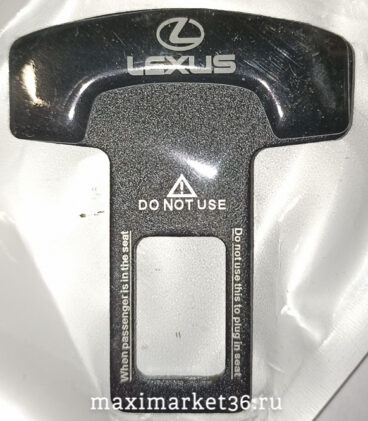 LEXUS
DO NOT USE
When passenger is in the seat
Do not use this to plug in seat
maximarket36.ru